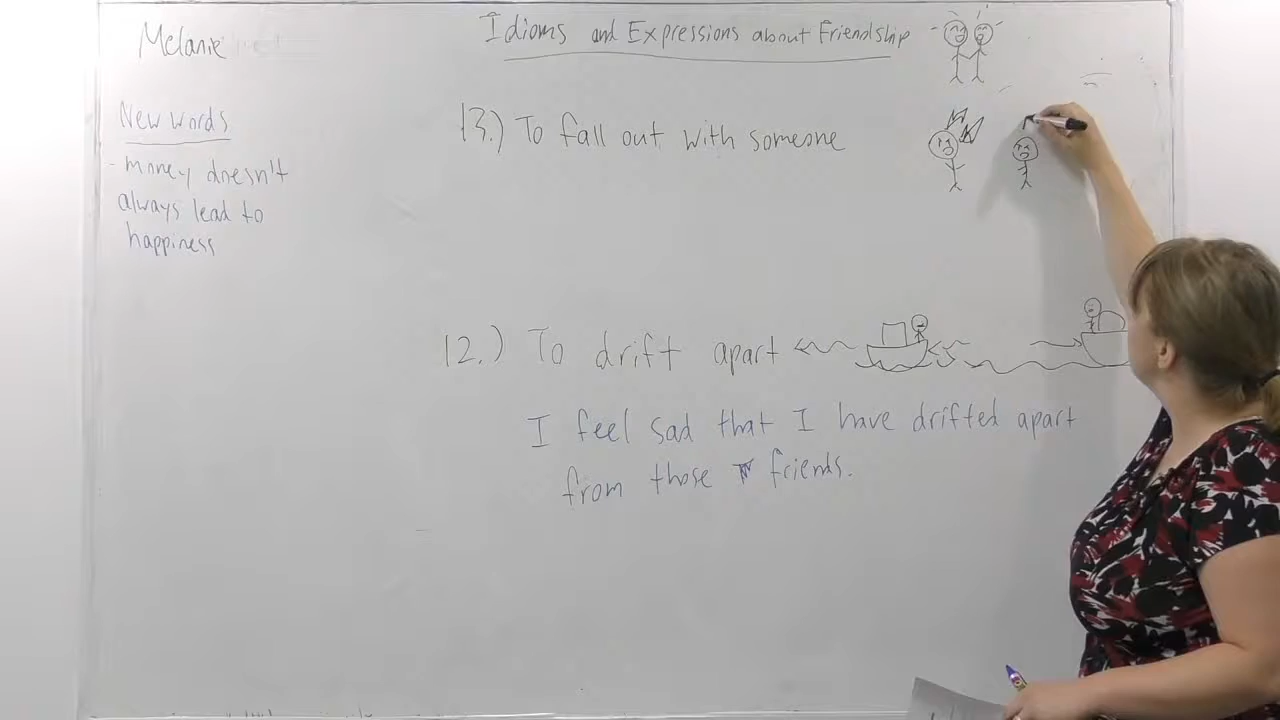 Melanie
Idioms and Expressions about Friendship
New words
- money doesn't
always lead to
happiness
13.) To fall out with someone
12.) To drift apart
I feel sad that I have drifted apart
from those friends.